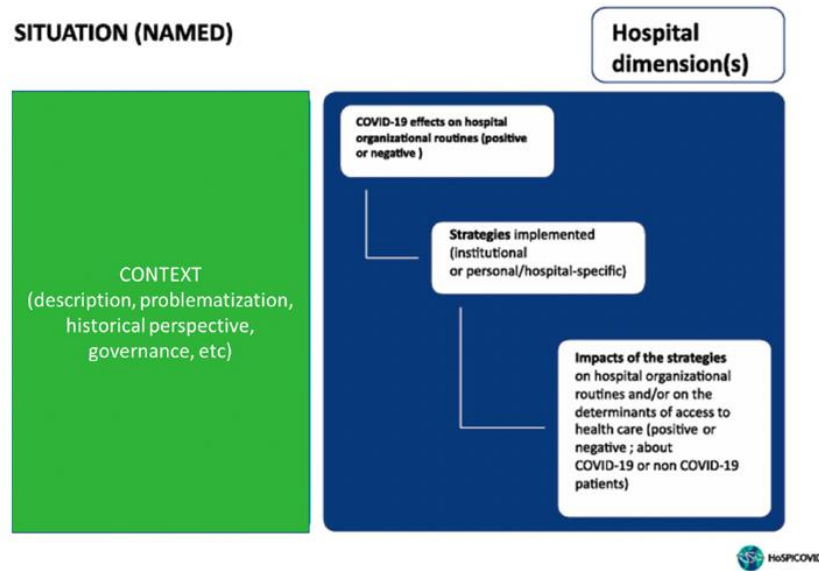 SITUATION (NAMED)
Hospital
dimension(s)
CONTEXT
(description, problematization,
historical perspective,
governance, etc)
COVID-19 effects on hospital
organizational routines (positive
or negative )
Strategies implemented
(institutional
or personal/hospital-specific)
Impacts of the strategies
on hospital organizational
routines and/or on the
determinants of access to
health care (positive or
negative ; about
COVID-19 or non COVID-19
patients)
HoSPICOVID